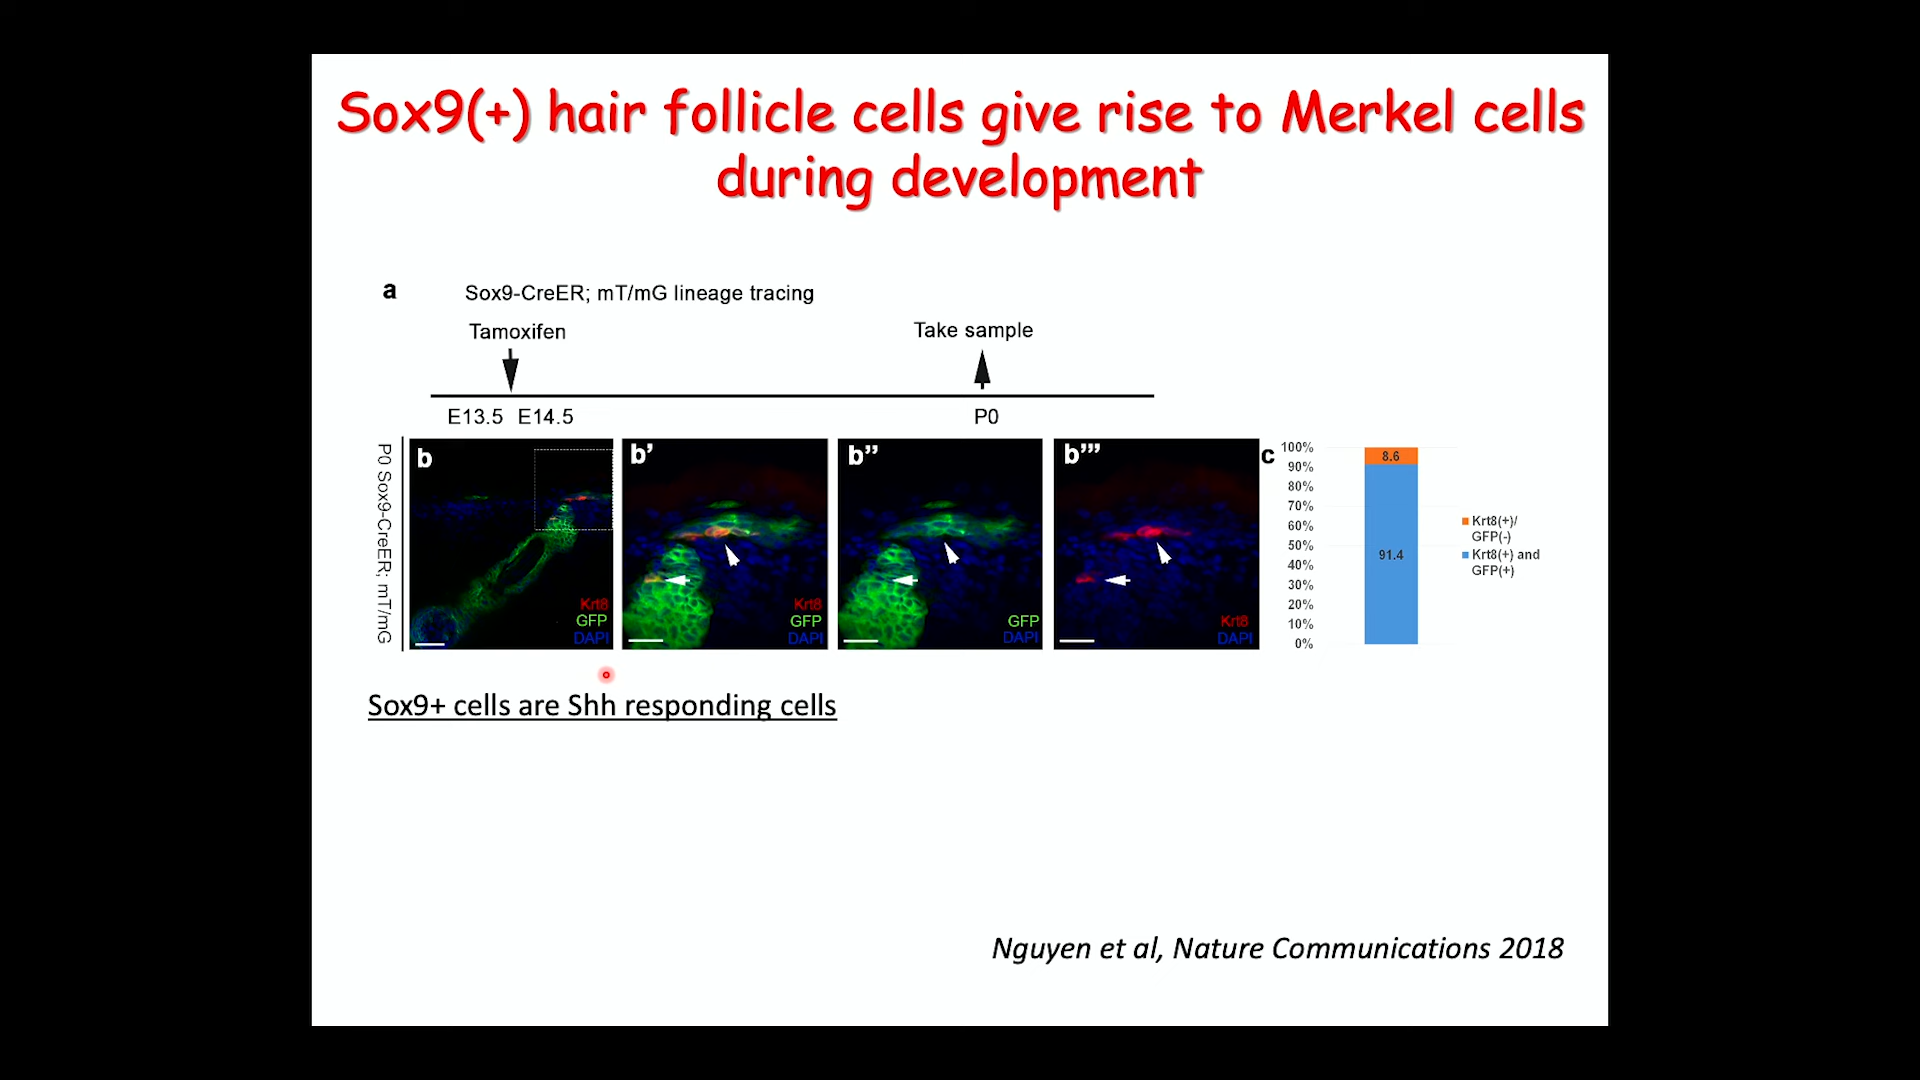 Sox9(+) hair follicle cells give rise to Merkel cells
during development
a
Sox9-CreER; mT/mG lineage tracing
Tamoxifen
Take sample
E13.5 E14.5
P0
P0 Sox9-CreER; mT/mG
b
Krt8
GFP
DAPI
b’
Krt8
GFP
DAPI
b’’
GFP
DAPI
b’’’
Krt8
DAPI
c
100%
90%
80%
70%
60%
50%
40%
30%
20%
10%
0%
8.6
91.4
Krt8(+)/
GFP(-)
Krt8(+) and
GFP(+)
Sox9+ cells are Shh responding cells
Nguyen et al, Nature Communications 2018